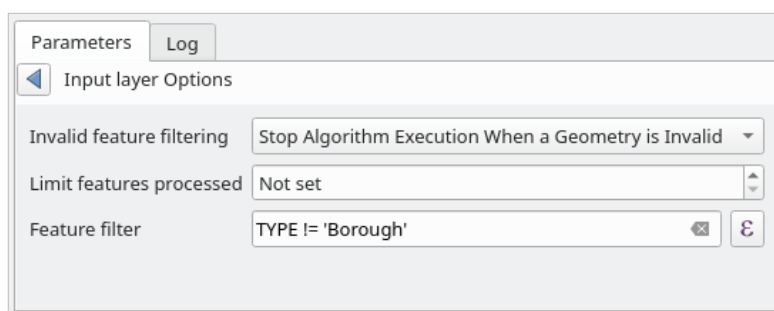 Parameters Log
Input layer Options
Invalid feature filtering Stop Algorithm Execution When a Geometry is Invalid
Limit features processed Not set
Feature filter TYPE != 'Borough' ε